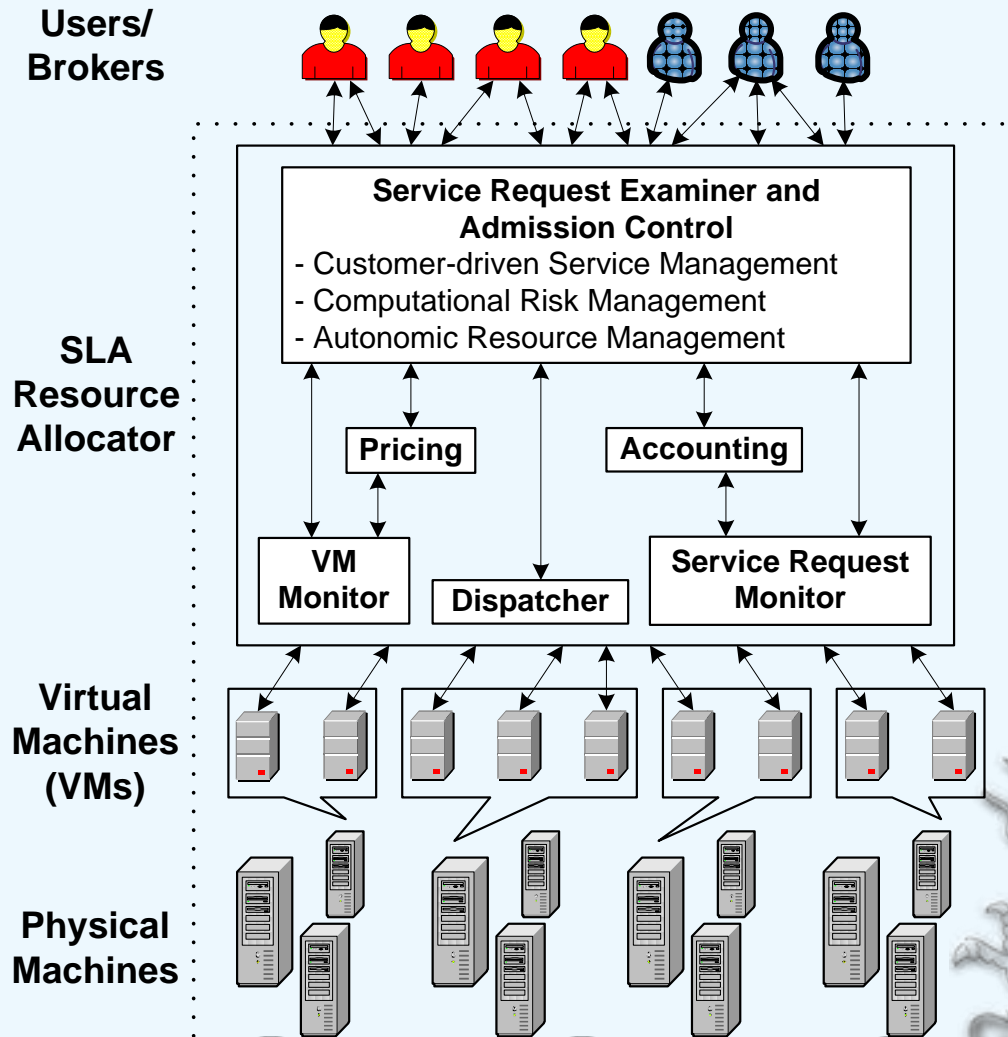 Users/
Brokers
Service Request Examiner and
Admission Control
- Customer-driven Service Management
- Computational Risk Management
- Autonomic Resource Management
SLA
Resource
Allocator
Pricing
Accounting
VM
Monitor
Dispatcher
Service Request
Monitor
Virtual
Machines
(VMs)
Physical
Machines